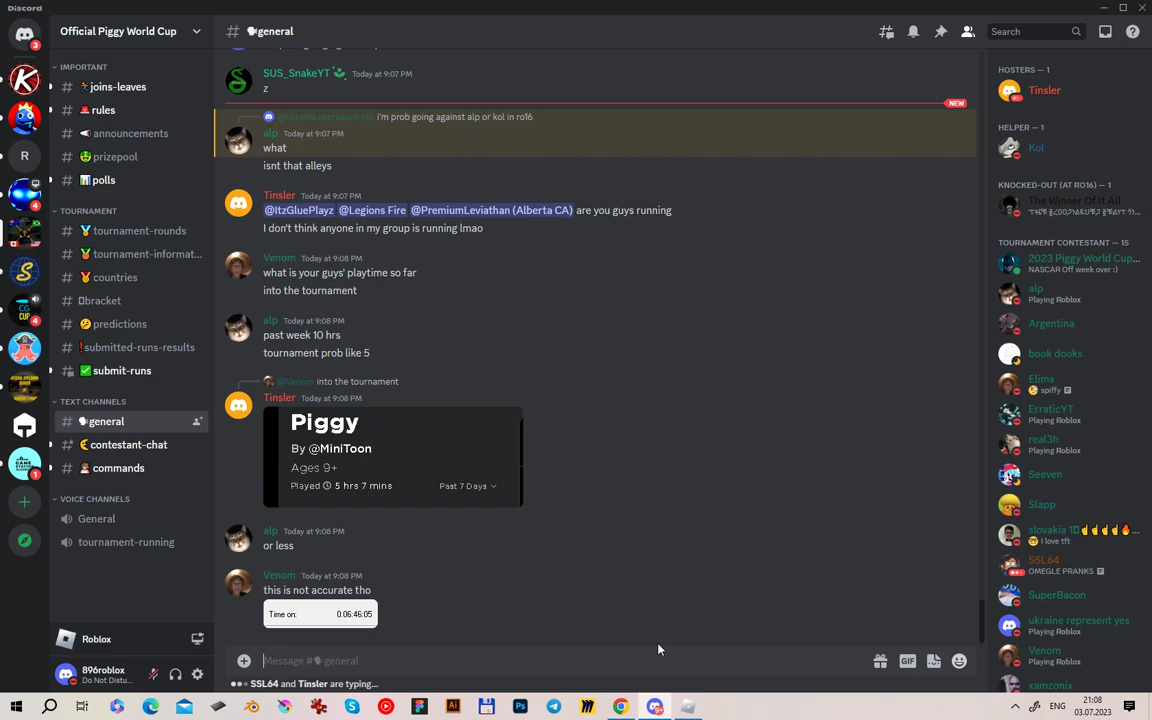 Discord
Official Piggy World Cup
general
Search
IMPORTANT
joins-leaves
rules
announcements
prizepool
polls
TOURNAMENT
tournament-rounds
tournament-informat...
countries
bracket
predictions
submitted-runs-results
submit-runs
TEXT CHANNELS
general
contestant-chat
commands
VOICE CHANNELS
General
tournament-running
Roblox
896roblox
Do Not Distu...
SUS_SnakeYT Today at 9:07 PM
z
NEW
@ukraine represent yes i'm prob going against alp or kol in ro16
alp Today at 9:07 PM
what
isnt that alleys
Tinsler Today at 9:07 PM
@ItzGluePlayz @Legions Fire @PremiumLeviathan (Alberta CA) are you guys running
I don't think anyone in my group is running lmao
Venom Today at 9:08 PM
what is your guys' playtime so far
into the tournament
alp Today at 9:08 PM
past week 10 hrs
tournament prob like 5
@Venom into the tournament
Tinsler Today at 9:08 PM
Piggy
By @MiniToon
Ages 9+
Played 5 hrs 7 mins Past 7 Days
alp Today at 9:08 PM
or less
Venom Today at 9:08 PM
this is not accurate tho
Time on: 0.06:46:05
Message # general
SSL64 and Tinsler are typing...
HOSTERS — 1
Tinsler
HELPER — 1
Kol
KNOCKED-OUT (AT RO16) — 1
The Winner Of It All
TOURNAMENT CONTESTANT — 15
2023 Piggy World Cup...
NASCAR Off week over :)
alp
Playing Roblox
Argentina
book dooks
Elims
spiffy
ErraticYT
Playing Roblox
real3h
Playing Roblox
Seeven
Slapp
slovakia 1
I love tft
SSL64
OMEGLE PRANKS
SuperBacon
ukraine represent yes
Playing Roblox
Venom
Playing Roblox
xamzonix
ENG
21:08
03.07.2023